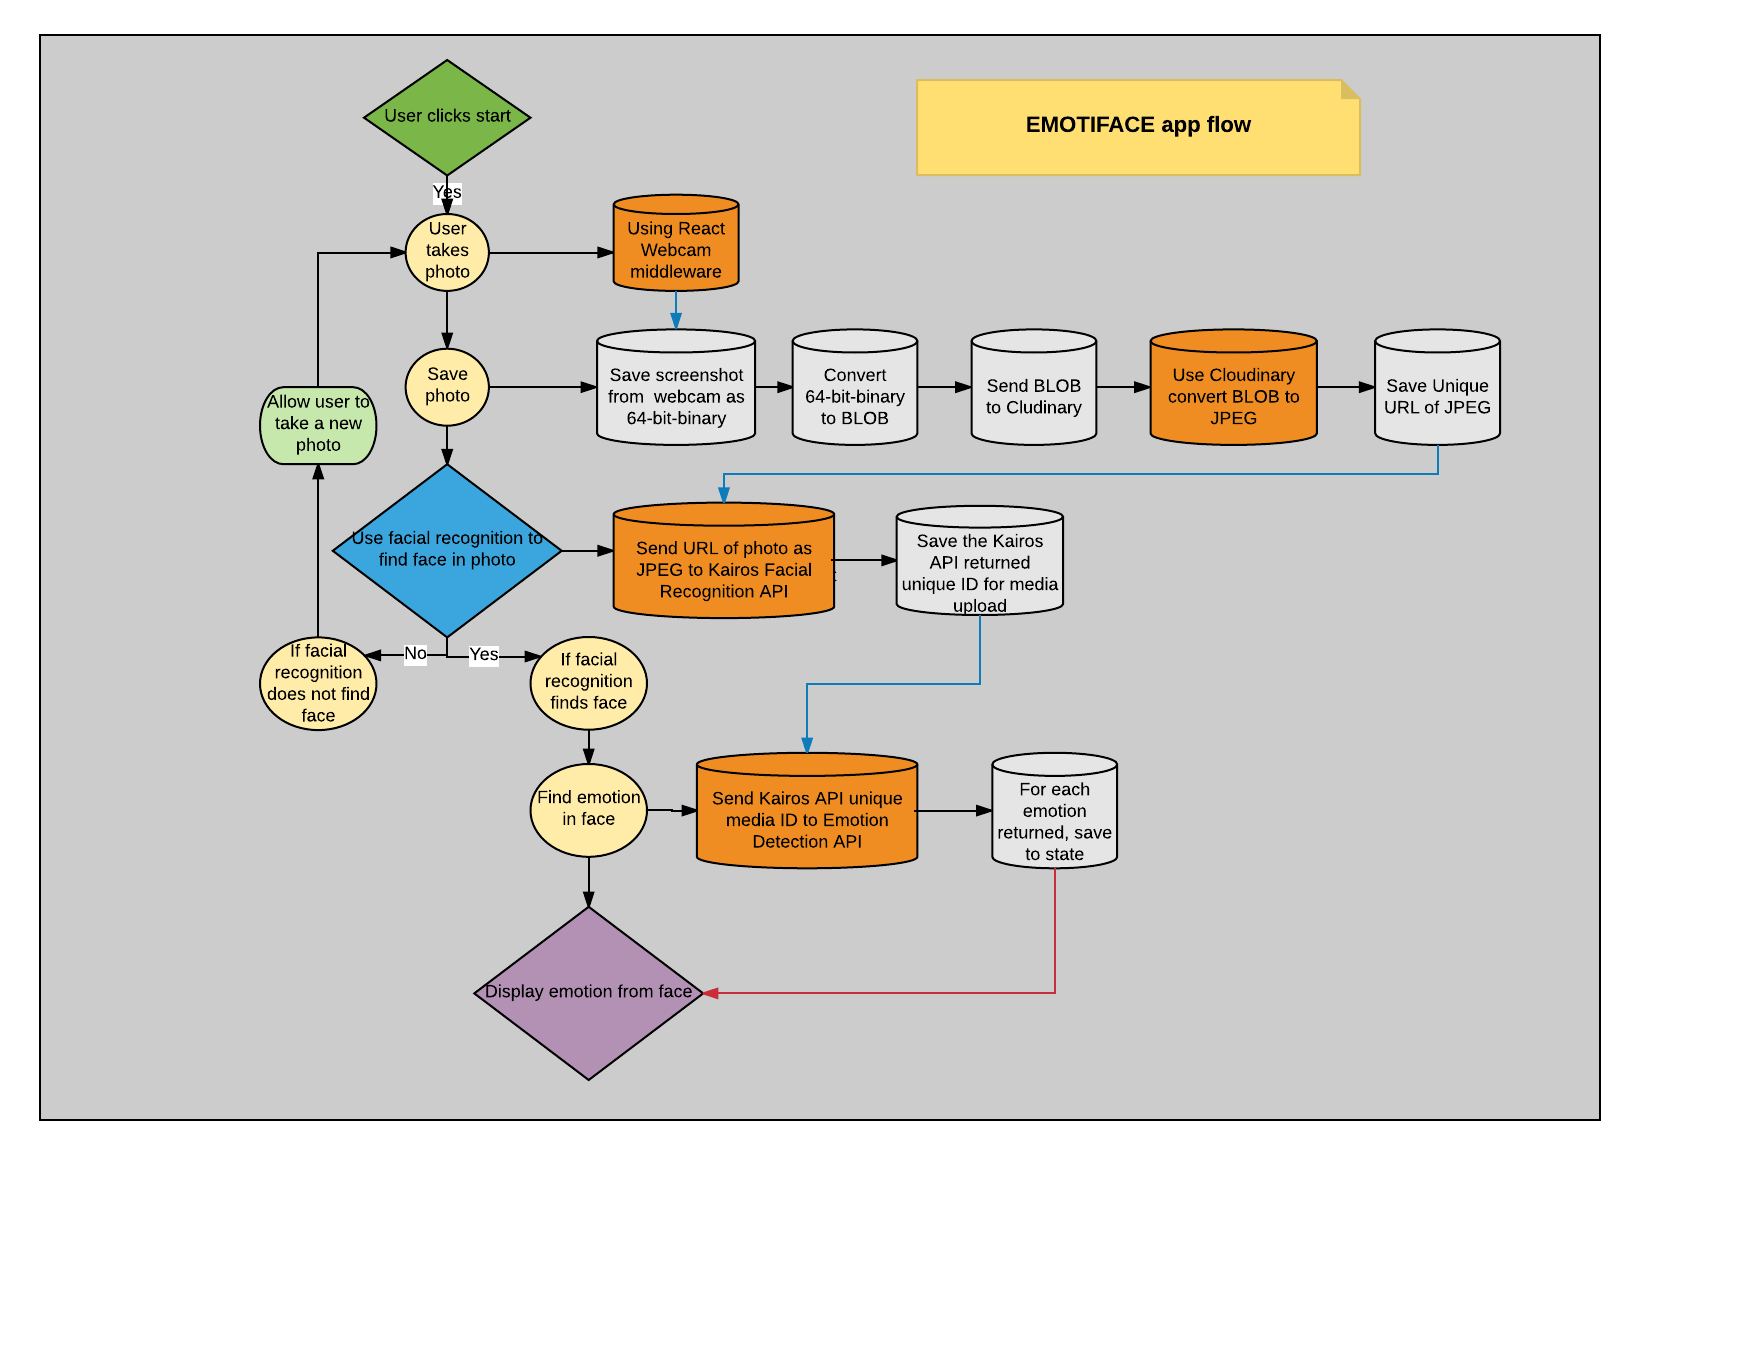 User clicks start
EMOTIFACE app flow
Yes
User
takes
photo
Using React
Webcam
middleware
Save
photo
Save screenshot
from  webcam as
64-bit-binary
Convert
64-bit-binary
to BLOB
Send BLOB
to Cludinary
Use Cloudinary
convert BLOB to
JPEG
Save Unique
URL of JPEG
Allow user to
take a new
photo
Use facial recognition to
find face in photo
Send URL of photo as
JPEG to Kairos Facial
Recognition API
Save the Kairos
API returned
unique ID for media
upload
No
Yes
If facial
recognition
does not find
face
If facial
recognition
finds face
Find emotion
in face
Send Kairos API unique
media ID to Emotion
Detection API
For each
emotion
returned, save
to state
Display emotion from face